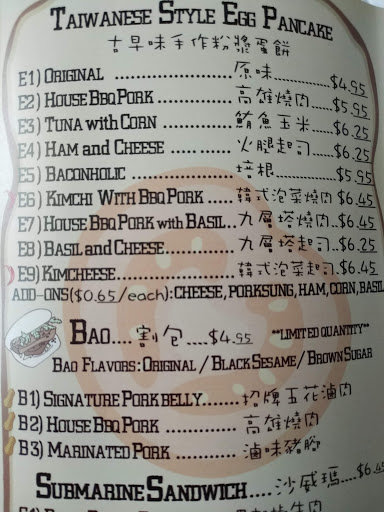 TAIWANESE STYLE EGG PANCAKE
古早味手作粉漿蛋餅
E1) ORIGINAL .................... 原味............$4.95
E2) HOUSE BBQ PORK ............ 高雄燒肉....$5.95
E3) TUNA with CORN ............ 鮪魚玉米....$6.25
E4) HAM and CHEESE ..... ...... 火腿起司....$6.25
E5) BACONHOLIC ................ 培根..........$5.95
E6) KIMCHI WITH BBQ PORK ..... 韓式泡菜燒肉 $6.45
E7) HOUSE BBQ PORK with BASIL.. 九層塔燒肉..$6.45
E8) BASIL and CHEESE........... 九層塔起司.$6.25
E9) KIMCHEESE.................. 韓式泡菜起司.$6.45
ADD-ONS($0.65/each): CHEESE, PORKSUNG, HAM, CORN, BASIL
BAO.... 割包....$4.95 **LIMITED QUANTITY**
BAO FLAVORS: ORIGINAL / BLACK SESAME / BROWN SUGAR
B1) SIGNATURE PORK BELLY....... 招牌五花滷肉
B2) HOUSE BBQ PORK ............ 高雄燒肉
B3) MARINATED PORK ........... 滷味豬腳
SUBMARINE SANDWICH.... 沙威瑪....$6.45